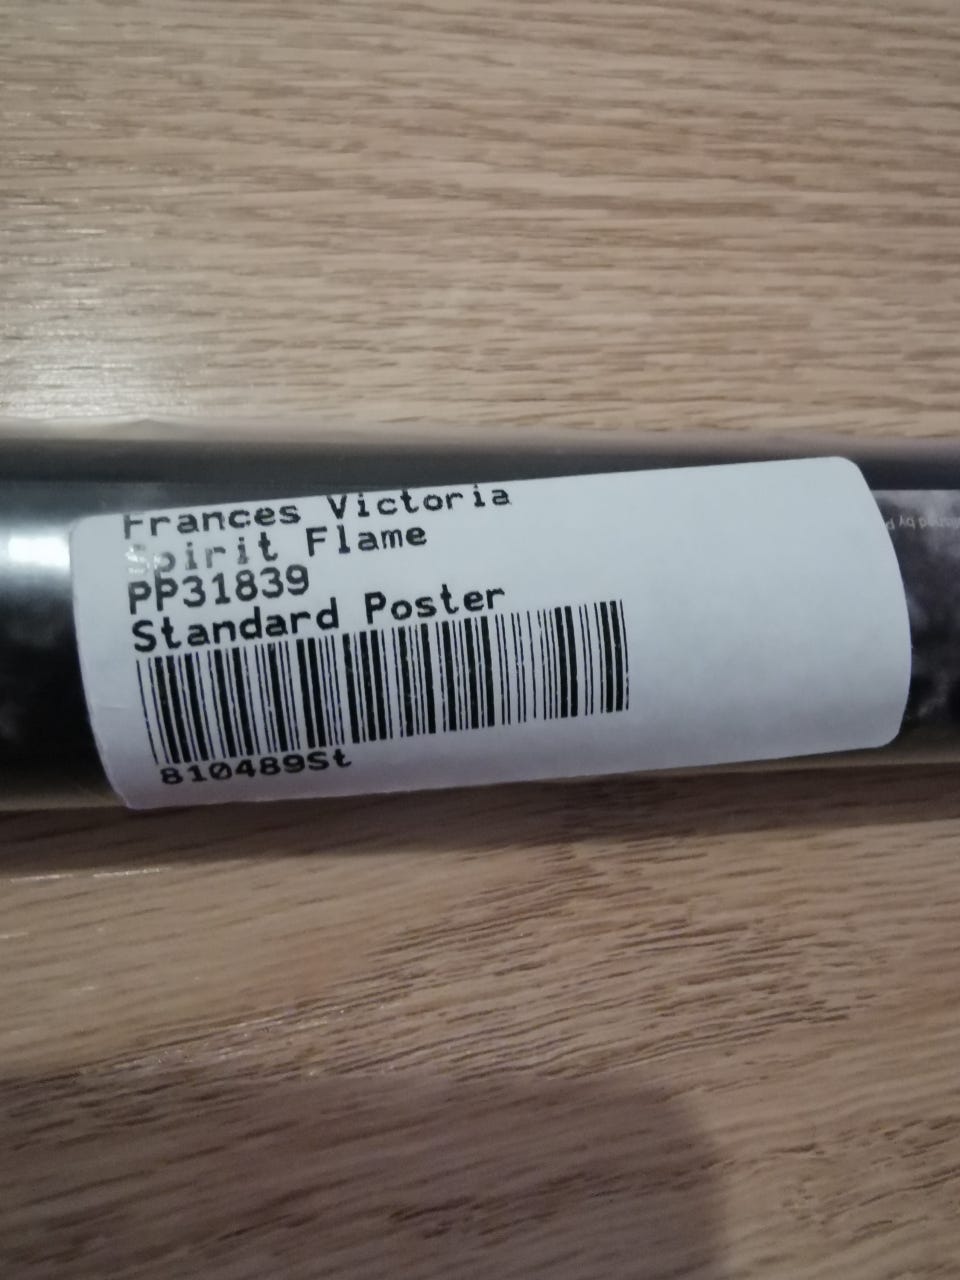 Frances Victoria
Spirit Flame
PP31839
Standard Poster
810489St